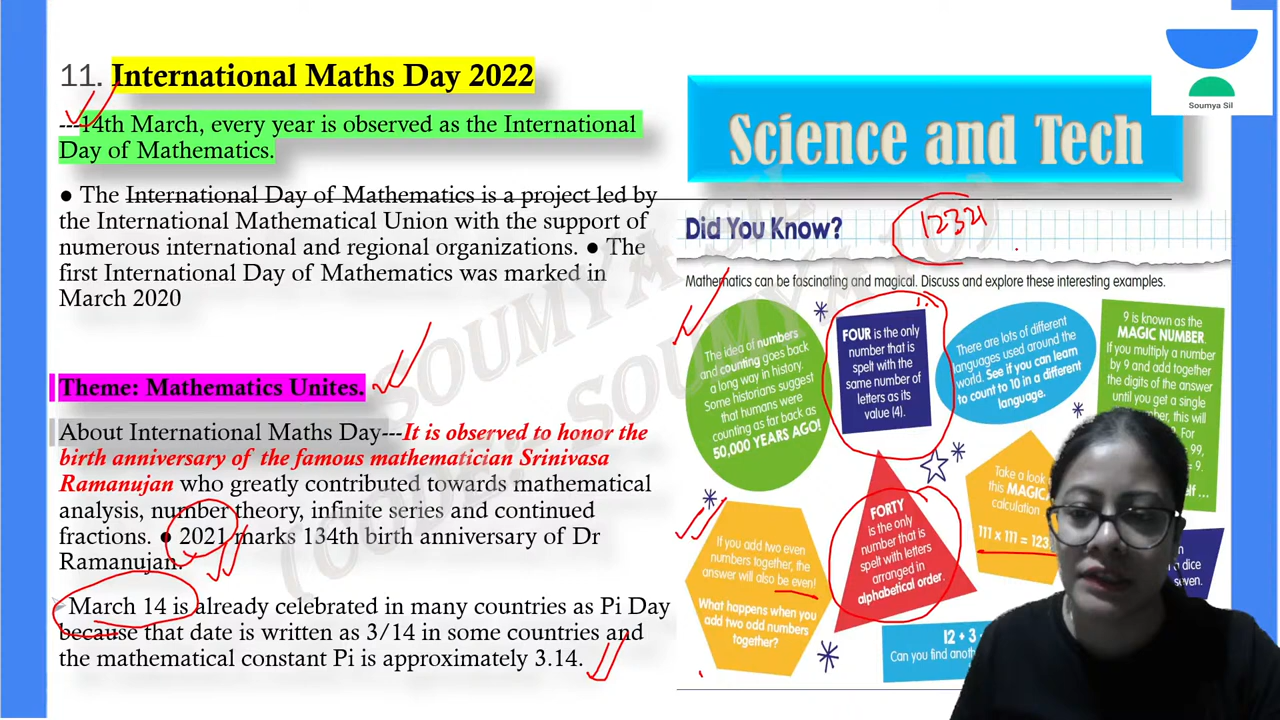 11. International Maths Day 2022
---14th March, every year is observed as the International
Day of Mathematics.
● The International Day of Mathematics is a project led by
the International Mathematical Union with the support of
numerous international and regional organizations. ● The
first International Day of Mathematics was marked in
March 2020
Theme: Mathematics Unites.
About International Maths Day---It is observed to honor the
birth anniversary of the famous mathematician Srinivasa
Ramanujan who greatly contributed towards mathematical
analysis, number theory, infinite series and continued
fractions. ● 2021 marks 134th birth anniversary of Dr
Ramanujan.
March 14 is already celebrated in many countries as Pi Day
because that date is written as 3/14 in some countries and
the mathematical constant Pi is approximately 3.14.
Soumya Sil
Science and Tech
Did You Know?
12321
Mathematics can be fascinating and magical. Discuss and explore these interesting examples.
The idea of numbers
and counting goes back
a long way in history.
Some historians suggest
that humans were
counting as far back as
50,000 YEARS AGO!
FOUR is the only
number that is
spelt with the
same number of
letters as its
value (4).
There are lots of different
languages used around the
world. See if you can learn
to count to 10 in a different
language.
9 is known as the
MAGIC NUMBER.
If you multiply a number
by 9 and add together
the digits of the answer
until you get a single
this will
For
99,
= 9.
If you add two even
numbers together, the
answer will also be even!
What happens when you
add two odd numbers
together?
FORTY
is the only
number that is
spelt with letters
arranged in
alphabetical order.
Take a look
this
calculation
111 x 111 = 123
a dice
seven.
12 + 3
Can you find
SOUMYA SIL